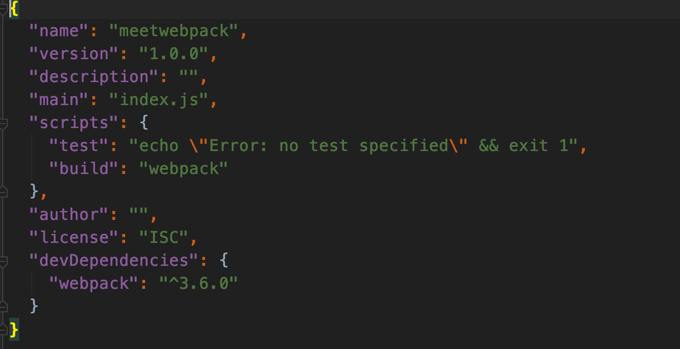 {
"name": "meetwebpack",
"version": "1.0.0",
"description": "",
"main": "index.js",
"scripts": {
"test": "echo \"Error: no test specified\" && exit 1",
"build": "webpack"
},
"author": "",
"license": "ISC",
"devDependencies": {
"webpack": "^3.6.0"
}
}